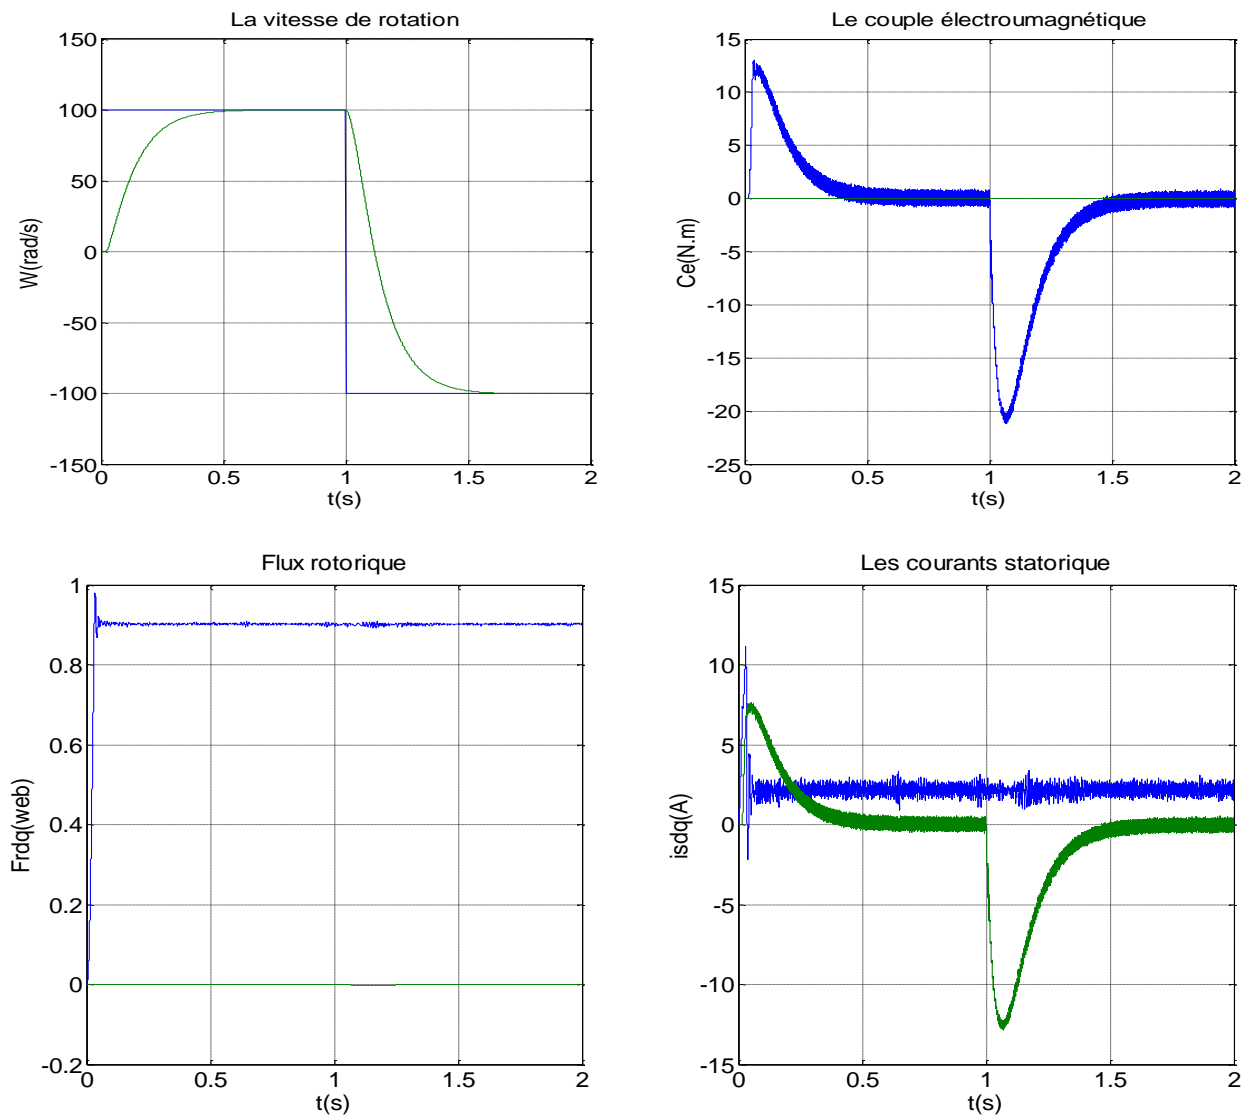 La vitesse de rotation
150
100
50
0
-50
-100
-150
W(rad/s)
0 0.5 1 1.5 2
t(s)
Le couple électroumagnétique
15
10
5
0
-5
-10
-15
-20
-25
Ce(N.m)
0 0.5 1 1.5 2
t(s)
Flux rotorique
1
0.8
0.6
0.4
0.2
0
-0.2
Frdq(web)
0 0.5 1 1.5 2
t(s)
Les courants statorique
15
10
5
0
-5
-10
-15
isdq(A)
0 0.5 1 1.5 2
t(s)